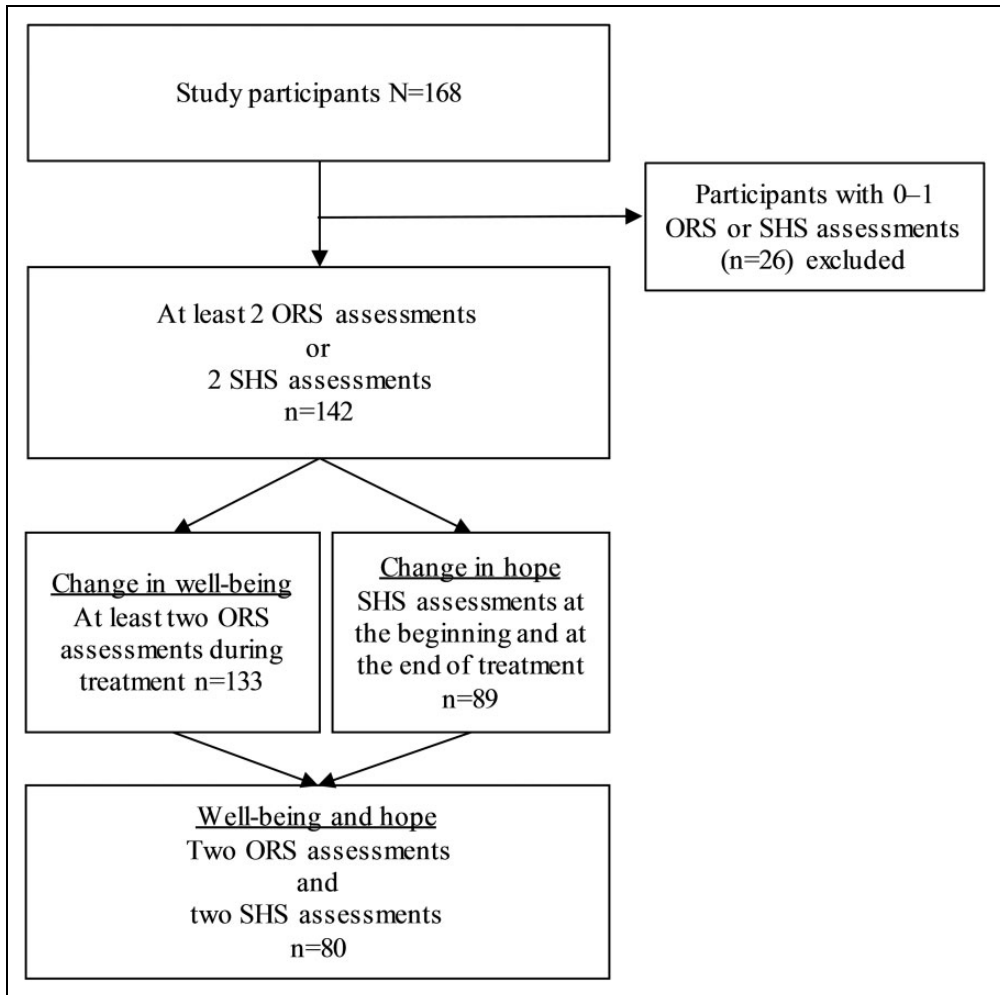 Study participants N=168
Participants with 0–1
ORS or SHS assessments
(n=26) excluded
At least 2 ORS assessments
or
2 SHS assessments
n=142
Change in well-being
At least two ORS
assessments during
treatment n=133
Change in hope
SHS assessments at
the beginning and at
the end of treatment
n=89
Well-being and hope
Two ORS assessments
and
two SHS assessments
n=80